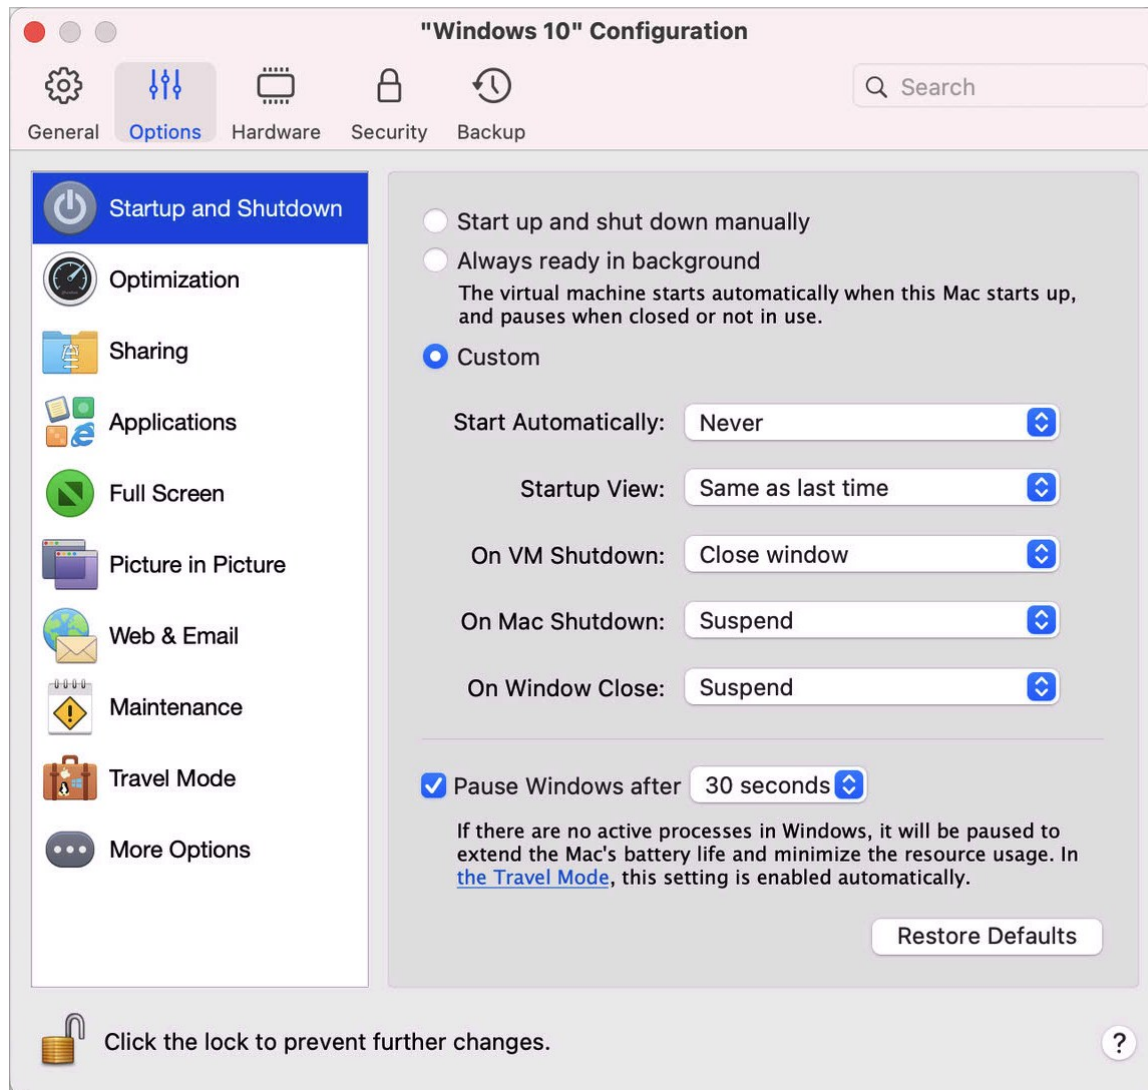 "Windows 10" Configuration
General
Options
Hardware
Security
Backup
Search
Startup and Shutdown
Optimization
Sharing
Applications
Full Screen
Picture in Picture
Web & Email
Maintenance
Travel Mode
More Options
Start up and shut down manually
Always ready in background
The virtual machine starts automatically when this Mac starts up,
and pauses when closed or not in use.
Custom
Start Automatically: Never
Startup View: Same as last time
On VM Shutdown: Close window
On Mac Shutdown: Suspend
On Window Close: Suspend
Pause Windows after 30 seconds
If there are no active processes in Windows, it will be paused to
extend the Mac's battery life and minimize the resource usage. In
the Travel Mode, this setting is enabled automatically.
Restore Defaults
Click the lock to prevent further changes.
?